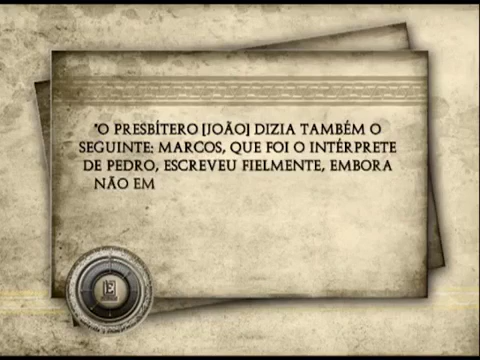 "O PRESBÍTERO [JOÃO] DIZIA TAMBÉM O
SEGUINTE: MARCOS, QUE FOI O INTÉRPRETE
DE PEDRO, ESCREVEU FIELMENTE, EMBORA
NÃO EM
E